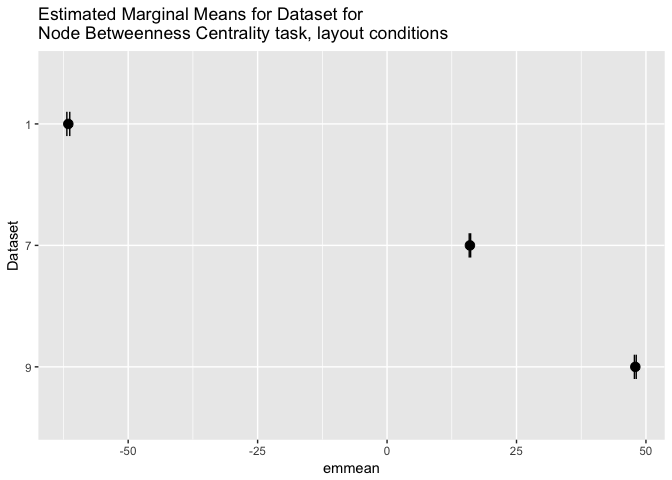 Estimated Marginal Means for Dataset for
Node Betweenness Centrality task, layout conditions
Dataset
1
7
9
-50 -25 0 25 50
emmean